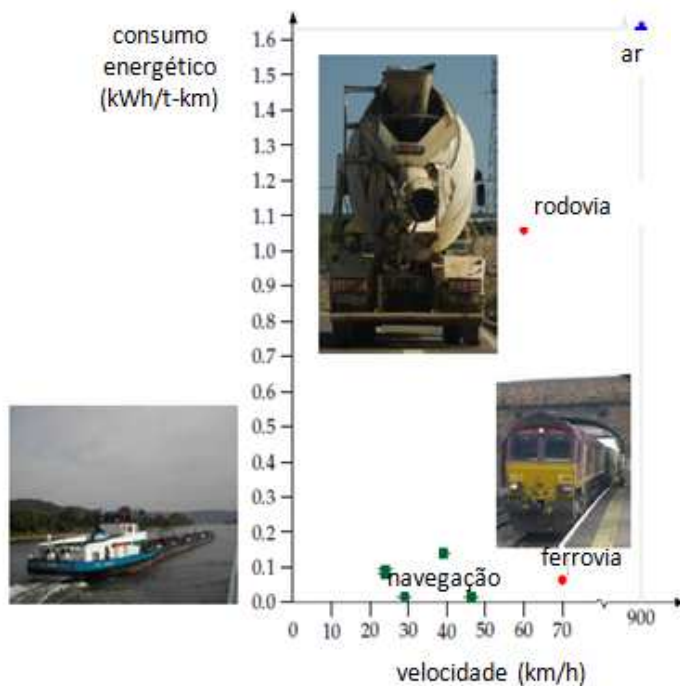 consumo
energético
(kWh/t-km)
1.6
1.5
1.4
1.3
1.2
1.1
1.0
0.9
0.8
0.7
0.6
0.5
0.4
0.3
0.2
0.1
0.0
ar
rodovia
ferrovia
navegação
0 10 20 30 40 50 60 70 900
velocidade (km/h)